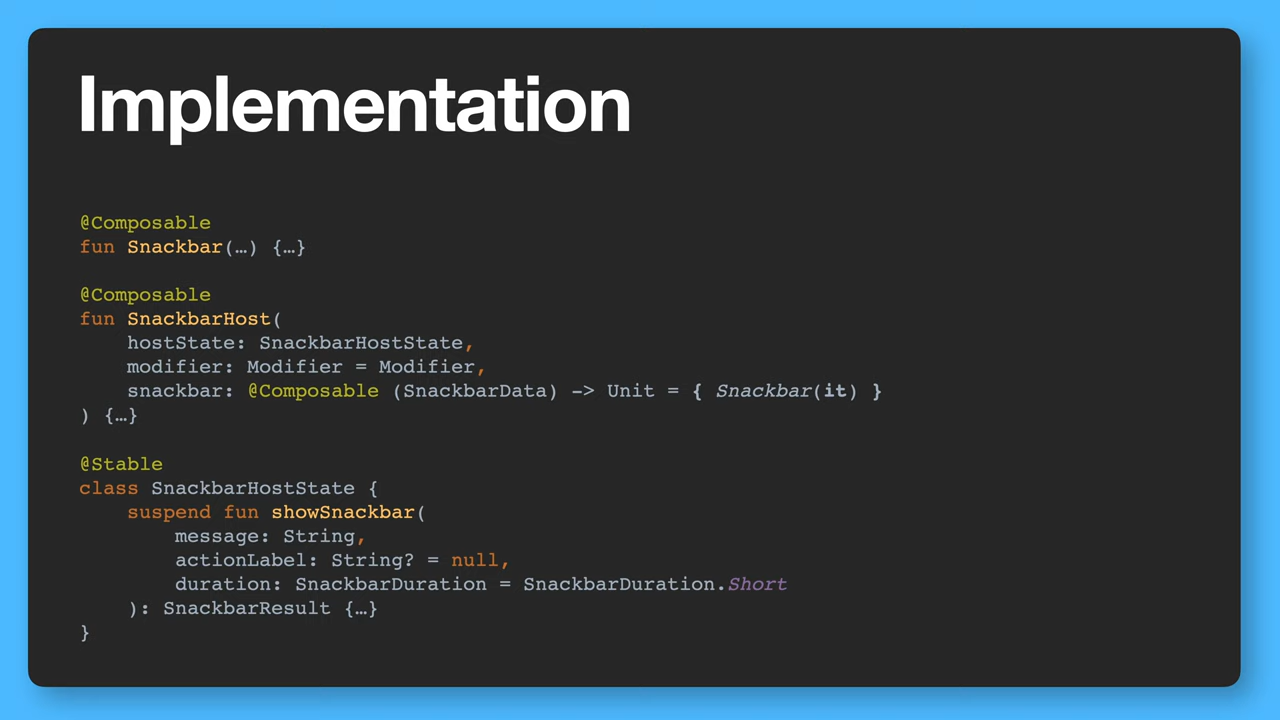 Implementation
@Composable
fun Snackbar(…) {…}
@Composable
fun SnackbarHost(
    hostState: SnackbarHostState,
    modifier: Modifier = Modifier,
    snackbar: @Composable (SnackbarData) -> Unit = { Snackbar(it) }
) {…}
@Stable
class SnackbarHostState {
    suspend fun showSnackbar(
        message: String,
        actionLabel: String? = null,
        duration: SnackbarDuration = SnackbarDuration.Short
    ): SnackbarResult {…}
}